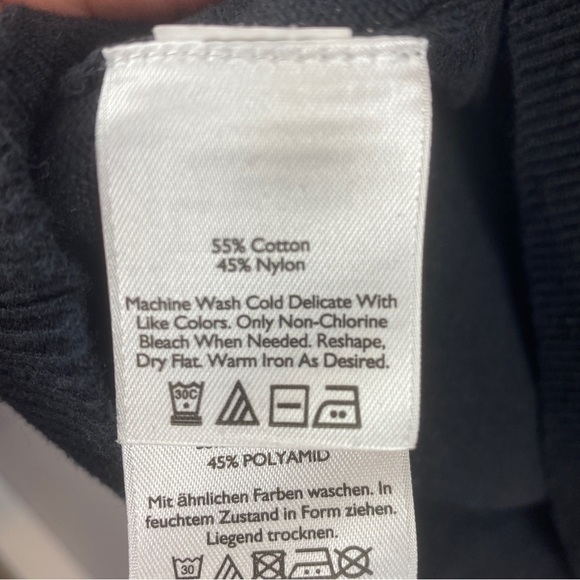 55% Cotton
45% Nylon
Machine Wash Cold Delicate With
Like Colors. Only Non-Chlorine
Bleach When Needed. Reshape,
Dry Flat. Warm Iron As Desired.
30C
45% POLYAMID
Mit ähnlichen Farben waschen. In
feuchtem Zustand in Form ziehen.
Liegend trocknen.
30